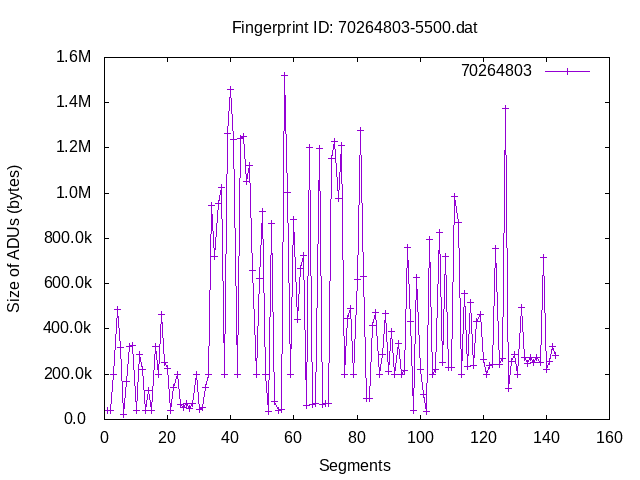 Fingerprint ID: 70264803-5500.dat
70264803
Size of ADUs (bytes)
1.6M
1.4M
1.2M
1.0M
800.0k
600.0k
400.0k
200.0k
0.0
0 20 40 60 80 100 120 140 160
Segments